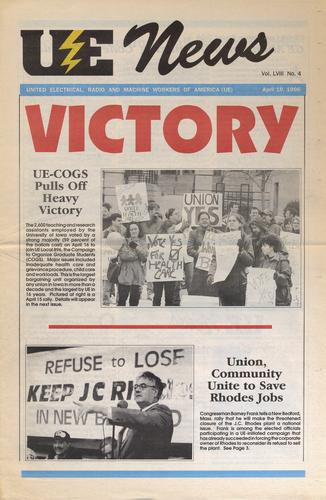 UE News
Vol. LVIII No. 4
UNITED ELECTRICAL, RADIO AND MACHINE WORKERS OF AMERICA (UE) April 19, 1996
VICTORY
UE-COGS
Pulls Off
Heavy
Victory
The 2,600 teaching and research
assistants employed by the
University of Iowa voted by a
strong majority (59 percent of
the ballots cast) on April 16 to
join UE Local 896, the Campaign
to Organize Graduate Students
(COGS). Major issues included
inadequate health care and
grievance procedure, child care
and workloads. This is the largest
bargaining unit organized by
any union in Iowa in more than a
decade and the largest by UE in
16 years. Pictured at right is a
April 15 rally. Details will appear
in the next issue.
UNION
YES
VOTE
FOR
HEALTH
CARE
REFUSE to LOSE
KEEP J.C.
IN NEW
Union,
Community
Unite to Save
Rhodes Jobs
Congressman Barney Frank tells a New Bedford,
Mass. rally that he will make the threatened
closure of the J.C. Rhodes plant a national
issue. Frank is among the elected officials
participating in a UE-initiated campaign that
has already succeeded in forcing the corporate
owner of Rhodes to reconsider its refusal to sell
the plant. See Page 3.